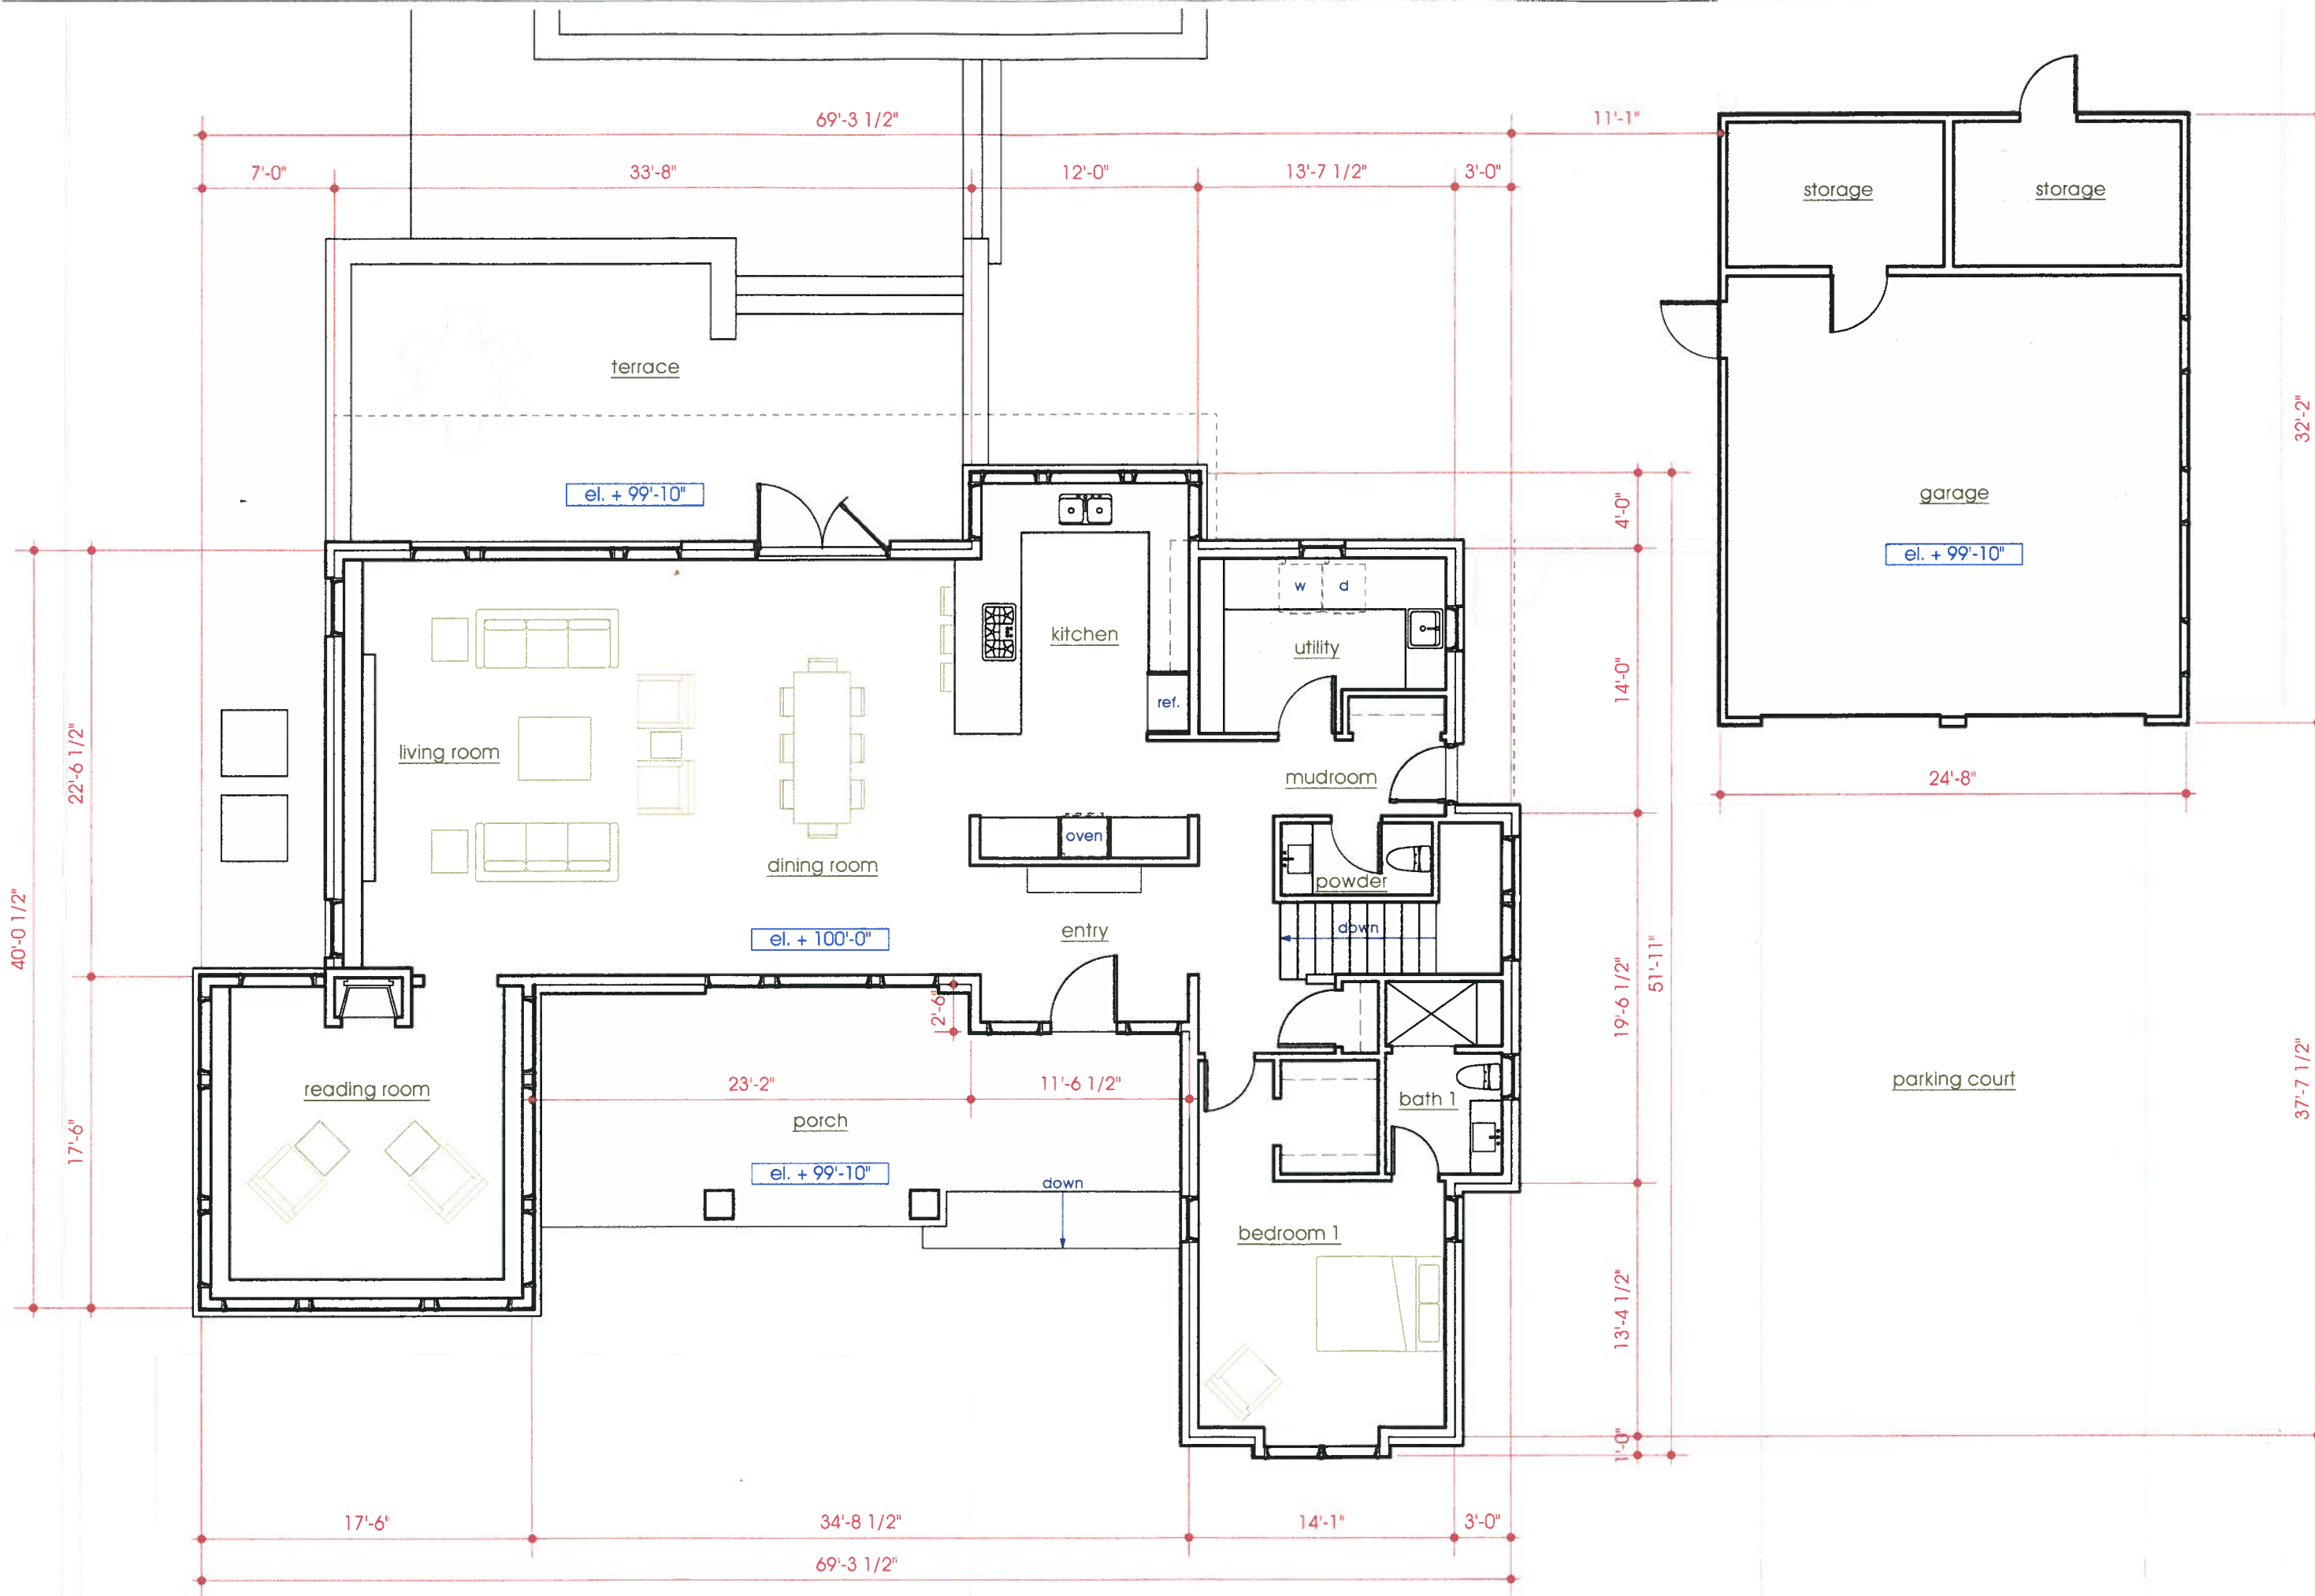 69'-3 1/2"
11'-1"
7'-0"
33'-8"
12'-0"
13'-7 1/2"
3'-0"
storage
storage
terrace
32'-2"
el. + 99'-10"
4'-0"
garage
el. + 99'-10"
w
d
kitchen
utility
14'-0"
ref.
living room
22'-6 1/2"
mudroom
24'-8"
oven
dining room
powder
40'-0 1/2"
entry
down
el. + 100'-0"
51'-11"
2'-6"
19'-6 1/2"
reading room
23'-2"
11'-6 1/2"
bath 1
parking court
37'-7 1/2"
porch
17'-6"
el. + 99'-10"
down
bedroom 1
13'-4 1/2"
1'-0"
17'-6"
34'-8 1/2"
14'-1"
3'-0"
69'-3 1/2"